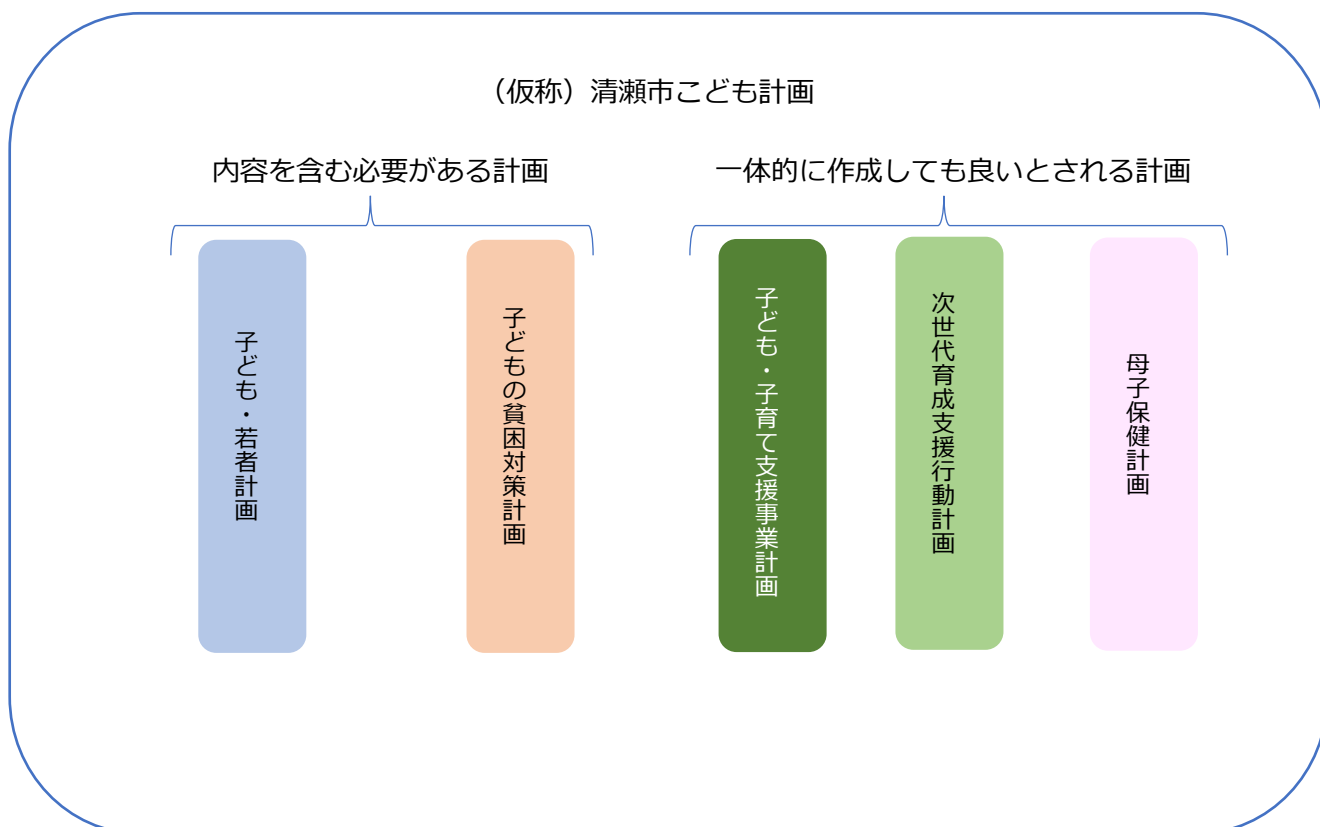 （仮称）清瀬市こども計画
内容を含む必要がある計画
一体的に作成しても良いとされる計画
子ども・若者計画
子どもの貧困対策計画
子ども・子育て支援事業計画
次世代育成支援行動計画
母子保健計画